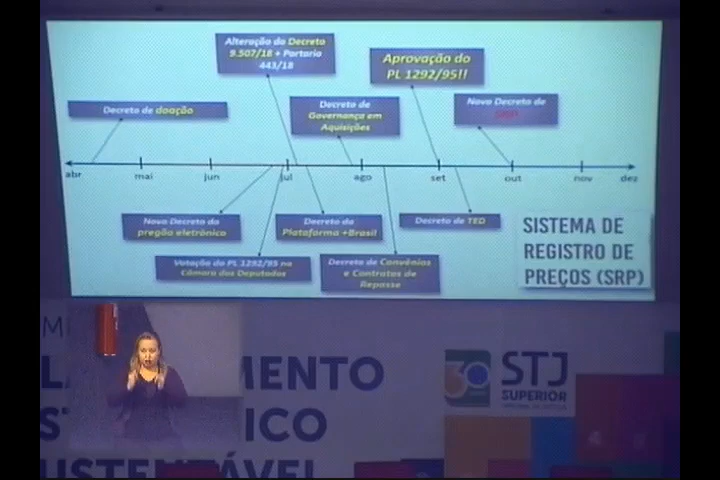 Alteração do Decreto
9.507/18 + Portaria
443/18
Aprovação do
PL 1292/95!!
Decreto de doação
Decreto de
Governança em
Aquisições
Novo Decreto de
SRP
abr
mai
jun
jul
ago
set
out
nov
dez
Novo Decreto do
pregão eletrônico
Decreto da
Plataforma +Brasil
Decreto de TED
Votação do PL 1292/95 na
Câmara dos Deputados
Decreto de Convênios
e Contratos de
Repasse
SISTEMA DE
REGISTRO DE
PREÇOS (SRP)
MENTO
ICO
SUSTENTÁVEL
30
STJ
SUPERIOR